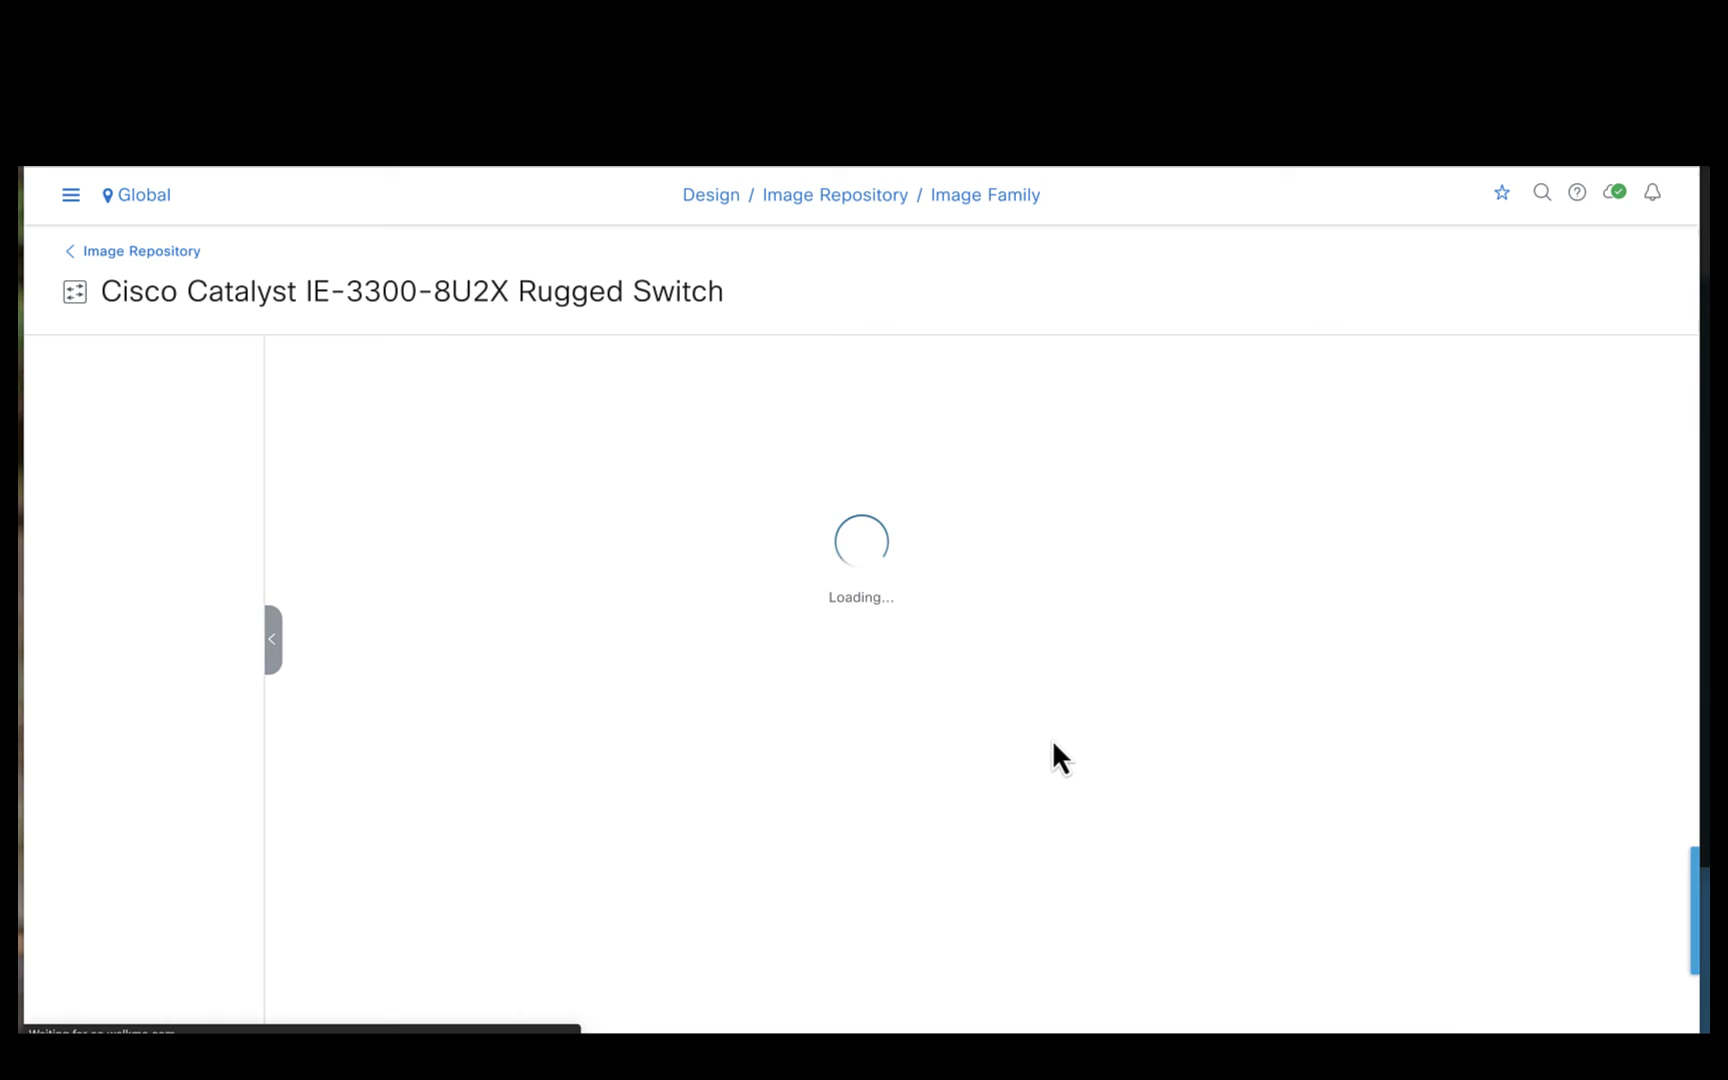 Global
Design / Image Repository / Image Family
Image Repository
Cisco Catalyst IE-3300-8U2X Rugged Switch
Loading...